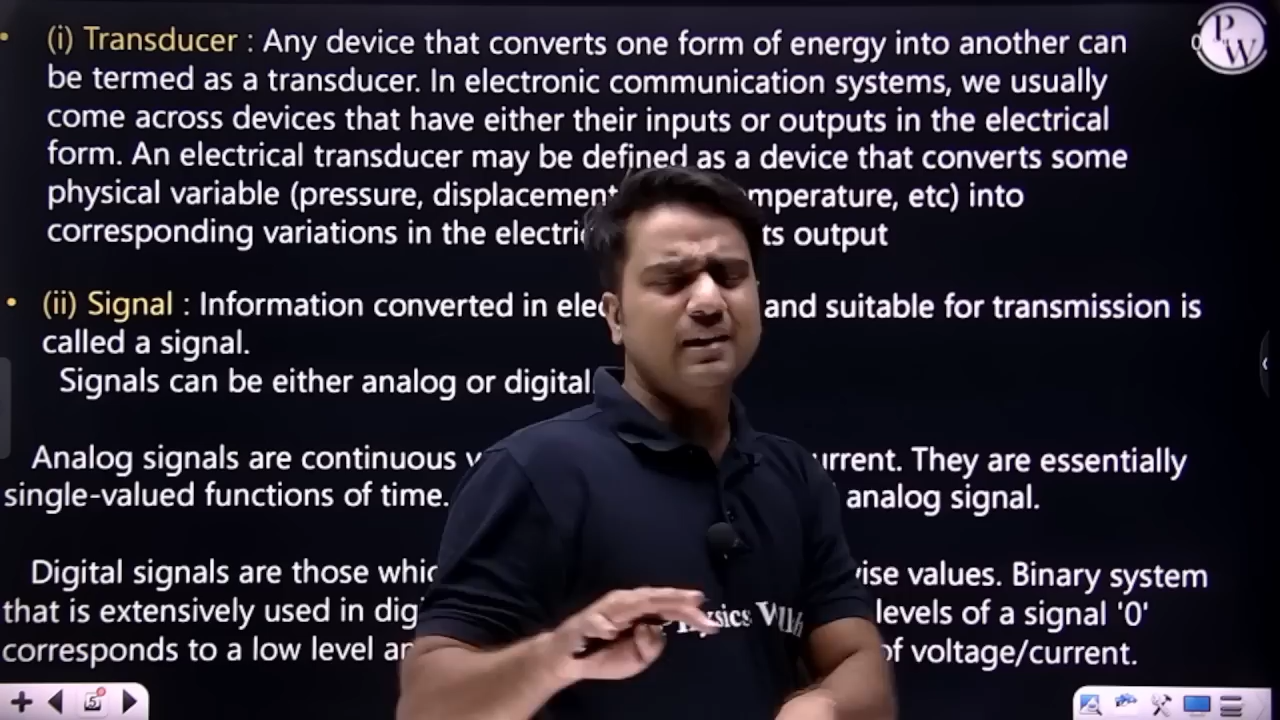 • (i) Transducer : Any device that converts one form of energy into another can
be termed as a transducer. In electronic communication systems, we usually
come across devices that have either their inputs or outputs in the electrical
form. An electrical transducer may be defined as a device that converts some
physical variable (pressure, displacement mperature, etc) into
corresponding variations in the electri ts output
• (ii) Signal : Information converted in ele and suitable for transmission is
called a signal.
Signals can be either analog or digital.
Analog signals are continuous v urrent. They are essentially
single-valued functions of time. analog signal.
Digital signals are those whic ise values. Binary system
that is extensively used in digi levels of a signal '0'
corresponds to a low level an of voltage/current.
PW
Physics W
5